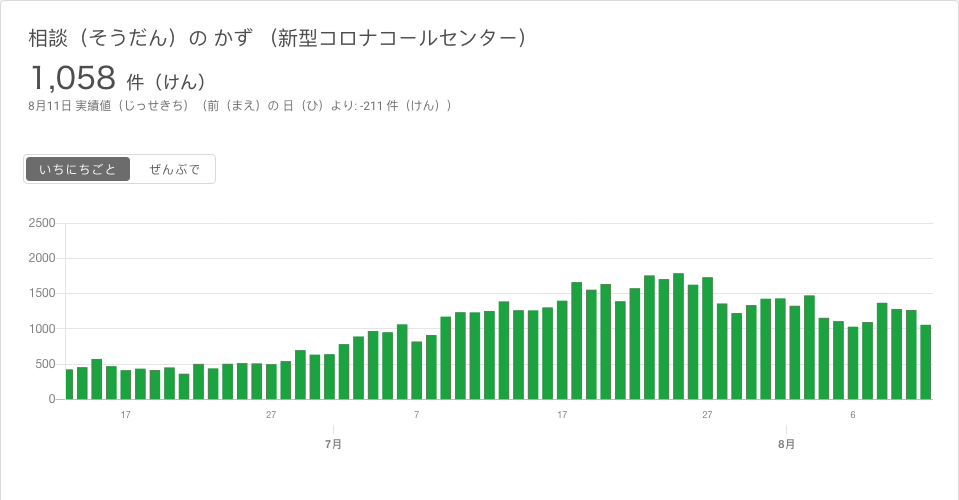 相談（そうだん）の かず （新型コロナコールセンター）
1,058 件（けん）
8月11日 実績値（じっせきち）（前（まえ）の 日（ひ）より: -211 件（けん））
いちにちごと ぜんぶで
2500
2000
1500
1000
500
0
17 27 7 17 27 6
7月 8月